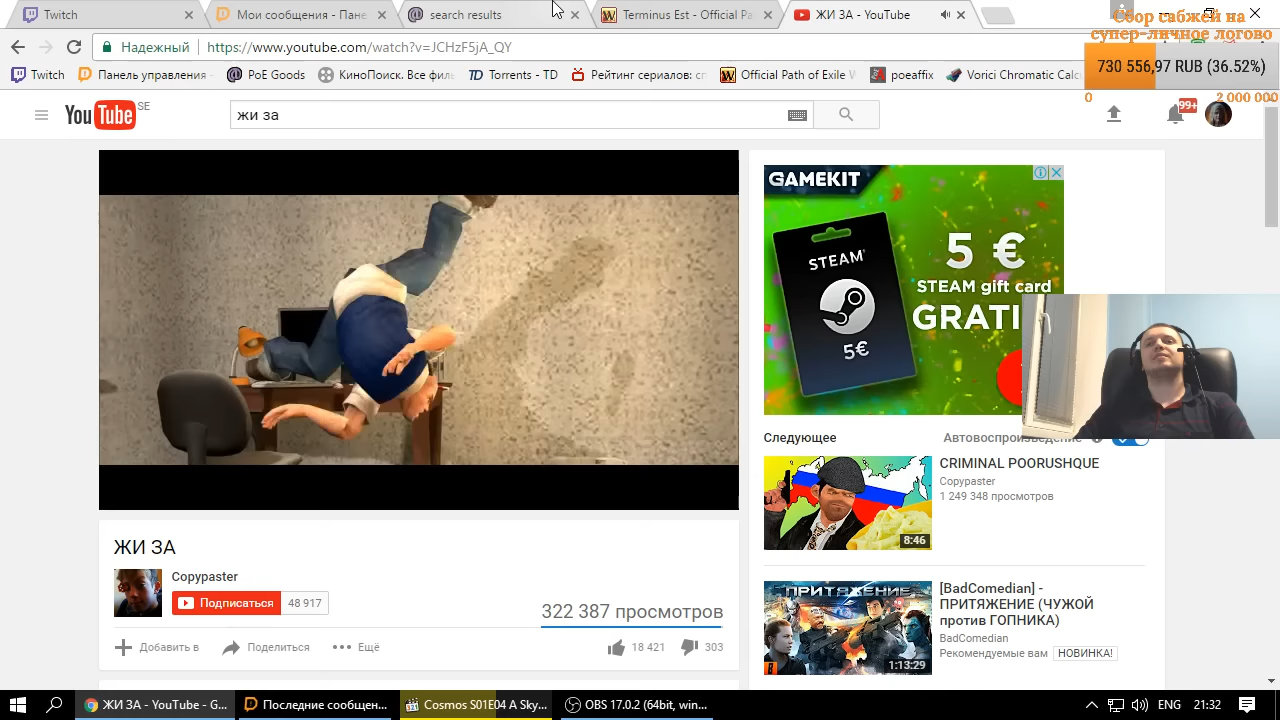 Twitch
Мои сообщения - Пане
search results
Terminus Est - Official Pa
ЖИ ЗА - YouTube
Сбор сабжей на
супер-личное логово
730 556,97 RUB (36.52%)
0
2 000 000
Надежный
https://www.youtube.com/watch?v=JCHzF5jA_QY
Twitch
Панель управления
PoE Goods
КиноПоиск. Все фил
Torrents - TD
Рейтинг сериалов: сп
Official Path of Exile W
poeaffix
Vorici Chromatic Calc
YouTube
SE
жи за
99+
GAMEKIT
STEAM
5€
5 €
STEAM gift card
GRATI
Следующее
Автовоспроизведение
CRIMINAL POORUSHQUE
Copypaster
1 249 348 просмотров
8:46
ПРИТЯЖЕНИЕ
1:13:29
[BadComedian] -
ПРИТЯЖЕНИЕ (ЧУЖОЙ
против ГОПНИКА)
BadComedian
Рекомендуемые вам
НОВИНКА!
ЖИ ЗА
Copypaster
Подписаться
48 917
322 387 просмотров
Добавить в
Поделиться
Ещё
18 421
303
ЖИ ЗА - YouTube - G...
Последние сообщен...
Cosmos S01E04 A Sky...
OBS 17.0.2 (64bit, win...
ENG
21:32